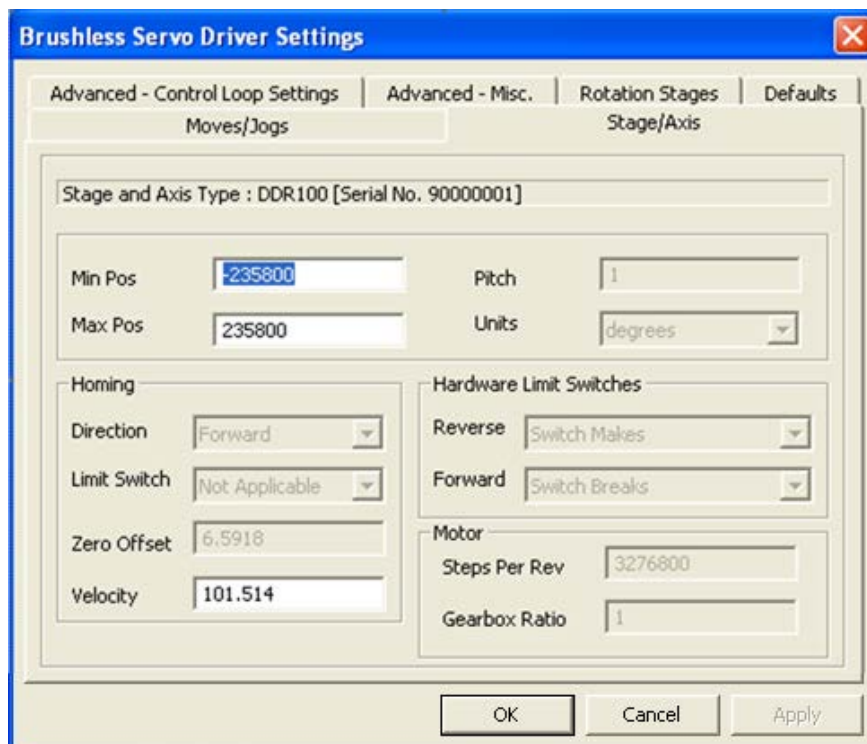 Brushless Servo Driver Settings
Advanced - Control Loop Settings Advanced - Misc. Rotation Stages Defaults
Moves/Jogs Stage/Axis
Stage and Axis Type : DDR100 [Serial No. 90000001]
Min Pos -235800 Pitch 1
Max Pos 235800 Units degrees
Homing Hardware Limit Switches
Direction Forward Reverse Switch Makes
Limit Switch Not Applicable Forward Switch Breaks
Zero Offset 6.5918 Motor
Steps Per Rev 3276800
Velocity 101.514
Gearbox Ratio 1
OK Cancel Apply